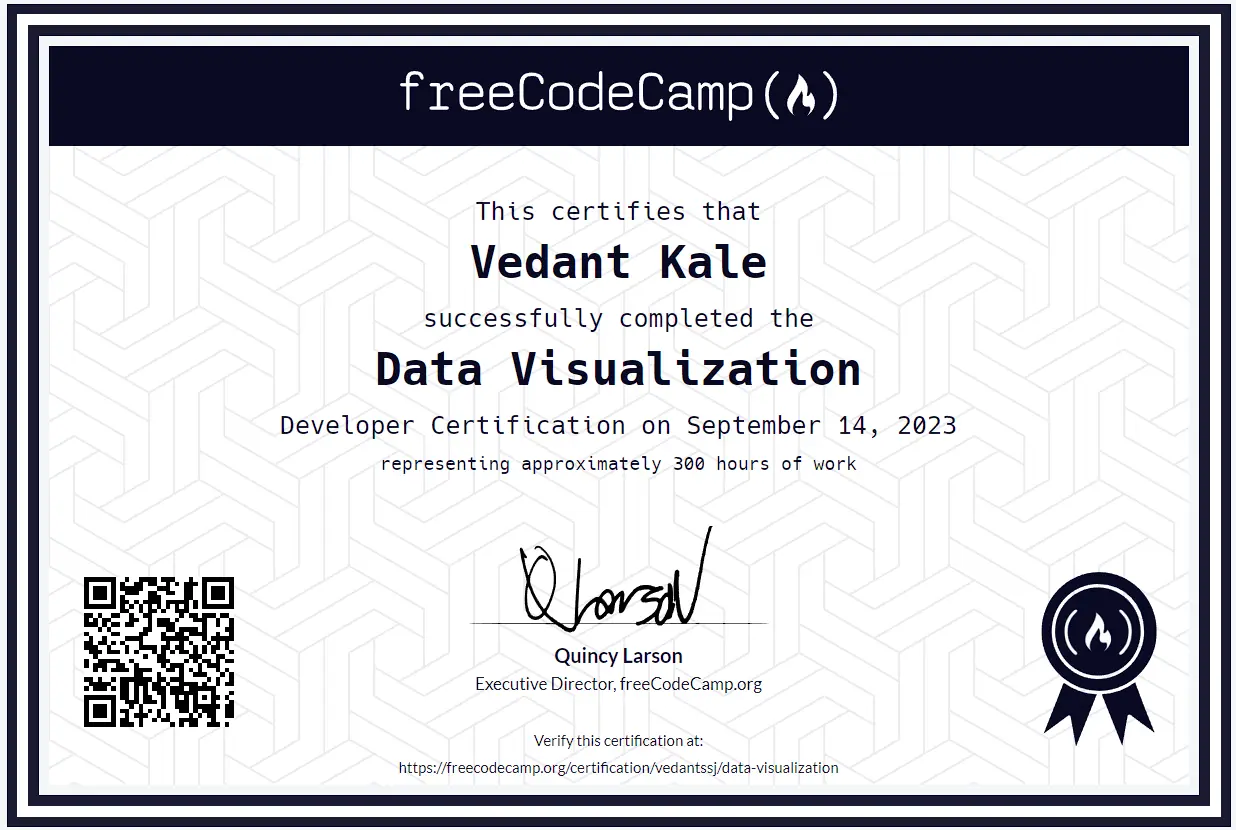 freeCodeCamp
This certifies that
Vedant Kale
successfully completed the
Data Visualization
Developer Certification on September 14, 2023
representing approximately 300 hours of work
Q Larson
Quincy Larson
Executive Director, freeCodeCamp.org
Verify this certification at:
https://freecodecamp.org/certification/vedantssj/data-visualization